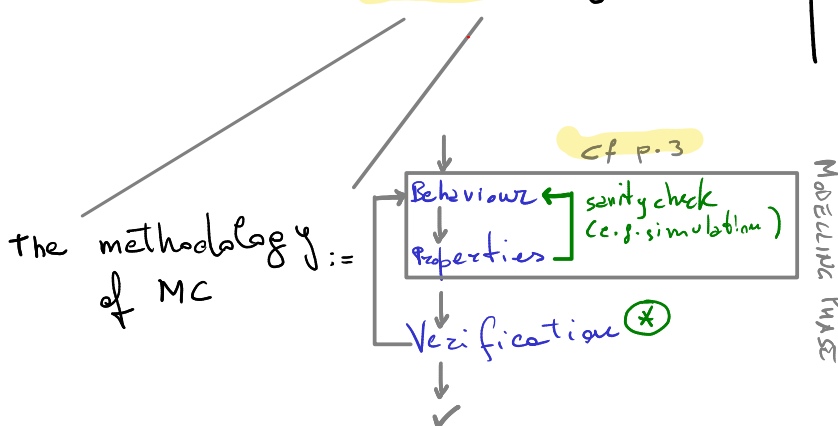 cf p.3
Behaviour
sanity check
(e.g. simulation)
Properties
The methodology :=
of MC
Verification *
MODELLING PHASE